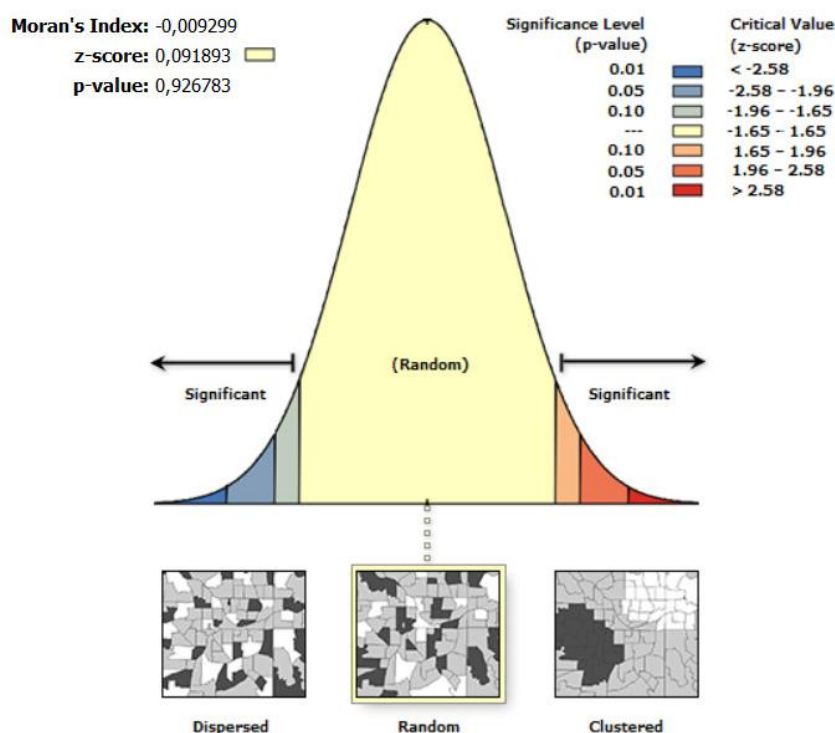 Moran's Index: -0,009299
z-score: 0,091893
p-value: 0,926783
Significance Level
(p-value)
0.01
0.05
0.10
---
0.10
0.05
0.01
Critical Value
(z-score)
< -2.58
-2.58 - -1.96
-1.96 - -1.65
-1.65 - 1.65
1.65 - 1.96
1.96 - 2.58
> 2.58
(Random)
Significant
Significant
Dispersed
Random
Clustered